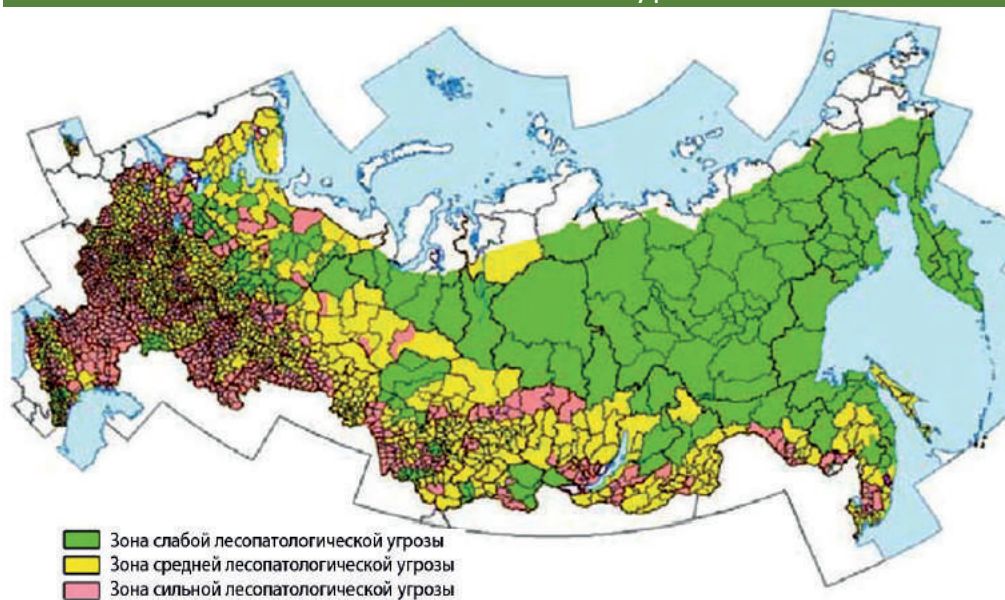 Зона слабой лесопатологической угрозы
Зона средней лесопатологической угрозы
Зона сильной лесопатологической угрозы